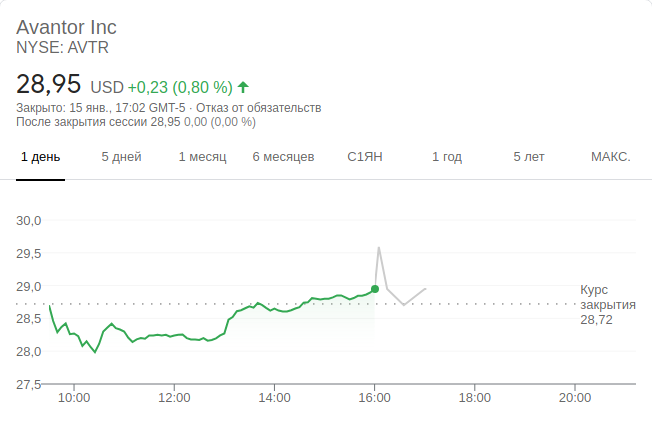 Avantor Inc
NYSE: AVTR
28,95 USD +0,23 (0,80 %)
Закрыто: 15 янв., 17:02 GMT-5 · Отказ от обязательств
После закрытия сессии 28,95 0,00 (0,00 %)
1 день 5 дней 1 месяц 6 месяцев С1ЯН 1 год 5 лет МАКС.
30,0
29,5
29,0
28,5
28,0
27,5
Курс
закрытия
28,72
10:00 12:00 14:00 16:00 18:00 20:00